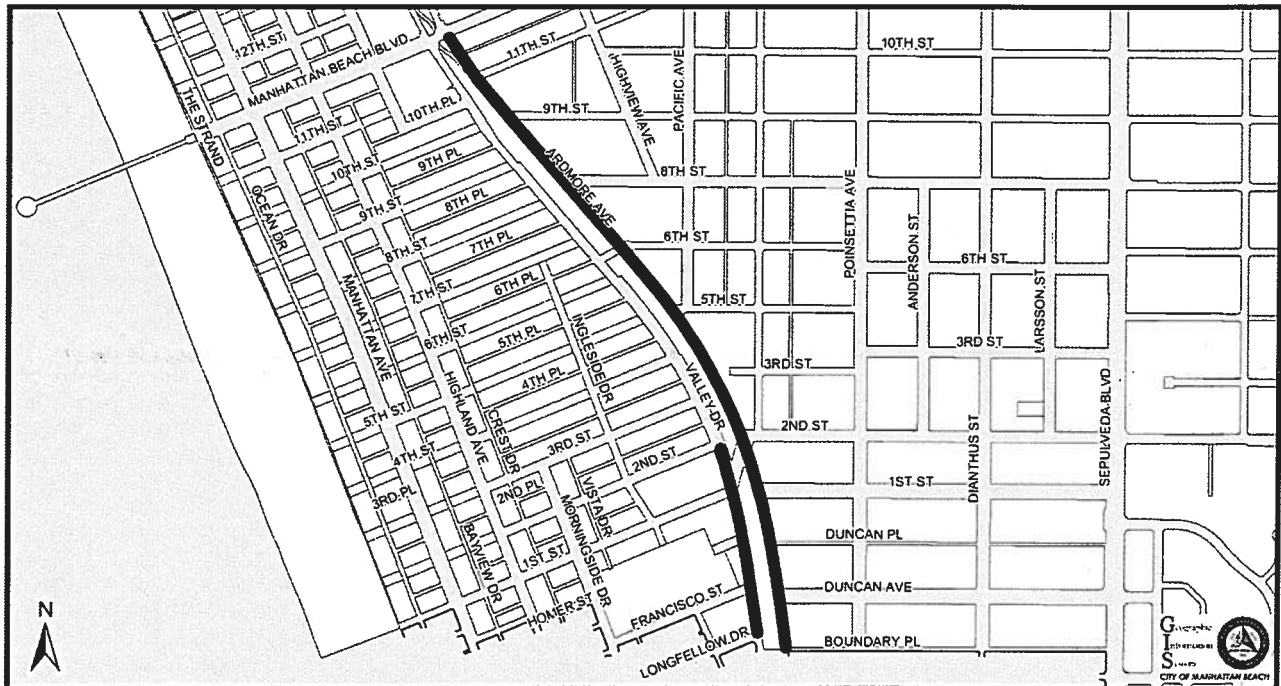 12TH ST
MANHATTAN BEACH BLVD
11TH ST
10TH ST
HIGHVIEW AVE
PACIFIC AVE
THE STRAND
11TH ST
10TH PL
9TH ST
10TH ST
9TH PL
ARDMORE AVE
8TH ST
OCEAN DR
9TH ST
8TH PL
POINSETTIA AVE
8TH ST
7TH PL
6TH ST
ANDERSON ST
6TH ST
MANHATTAN AVE
7TH ST
6TH PL
5TH ST
LARSSON ST
6TH ST
5TH PL
INGLESIDE DR
3RD ST
3RD ST
4TH PL
VALLEY DR
SEPULVEDA BLVD
HIGHLAND AVE
5TH ST
CREST DR
2ND ST
4TH ST
3RD ST
2ND ST
DIANTHUS ST
3RD PL
2ND PL
VISTA DR
1ST ST
BAYVIEW DR
1ST ST
MORNINGSIDE DR
DUNCAN PL
DUNCAN AVE
N
HOMER ST
FRANCISCO ST
LONGFELLOW DR
BOUNDARY PL
Geographic
Information
System
CITY OF MANHATTAN BEACH